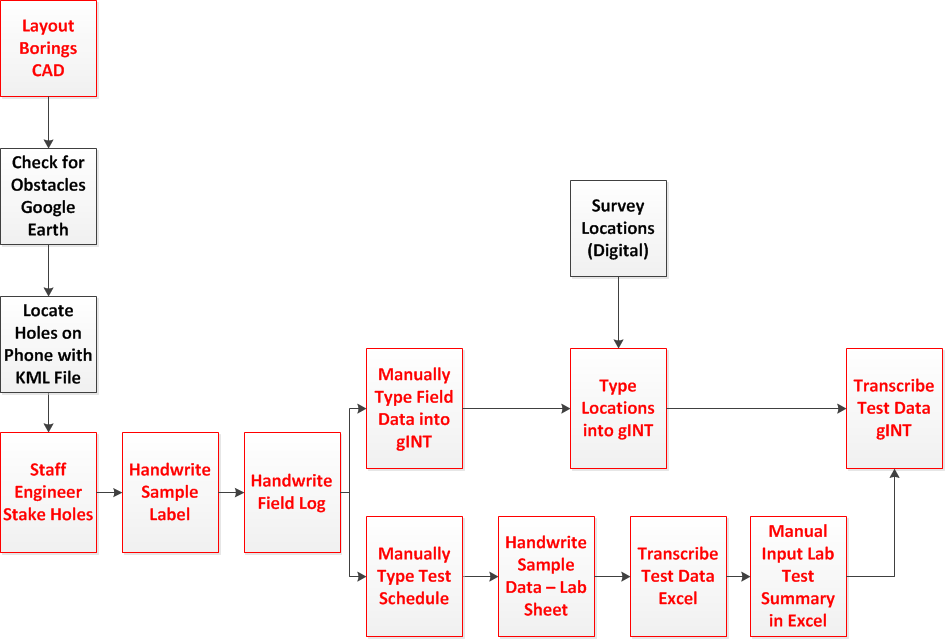 Layout
Borings
CAD
Check for
Obstacles
Google
Earth
Locate
Holes on
Phone with
KML File
Staff
Engineer
Stake Holes
Handwrite
Sample
Label
Handwrite
Field Log
Manually
Type Field
Data into
gINT
Survey
Locations
(Digital)
Type
Locations
into gINT
Manually
Type Test
Schedule
Handwrite
Sample
Data – Lab
Sheet
Transcribe
Test Data
Excel
Manual
Input Lab
Test
Summary
in Excel
Transcribe
Test Data
gINT